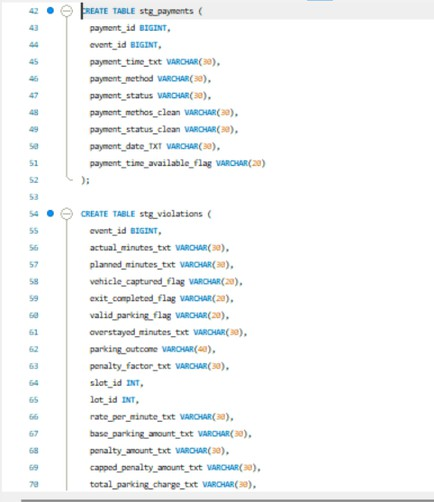 42 CREATE TABLE stg_payments (
43 payment_id BIGINT,
44 event_id BIGINT,
45 payment_time_txt VARCHAR(30),
46 payment_method VARCHAR(30),
47 payment_status VARCHAR(30),
48 payment_methos_clean VARCHAR(30),
49 payment_status_clean VARCHAR(30),
50 payment_date_TXT VARCHAR(30),
51 payment_time_available_flag VARCHAR(20)
52 );
53
54 CREATE TABLE stg_violations (
55 event_id BIGINT,
56 actual_minutes_txt VARCHAR(30),
57 planned_minutes_txt VARCHAR(30),
58 vehicle_captured_flag VARCHAR(20),
59 exit_completed_flag VARCHAR(20),
60 valid_parking_flag VARCHAR(20),
61 overstayed_minutes_txt VARCHAR(30),
62 parking_outcome VARCHAR(40),
63 penalty_factor_txt VARCHAR(30),
64 slot_id INT,
65 lot_id INT,
66 rate_per_minute_txt VARCHAR(30),
67 base_parking_amount_txt VARCHAR(30),
68 penalty_amount_txt VARCHAR(30),
69 capped_penalty_amount_txt VARCHAR(30),
70 total_parking_charge_txt VARCHAR(30),